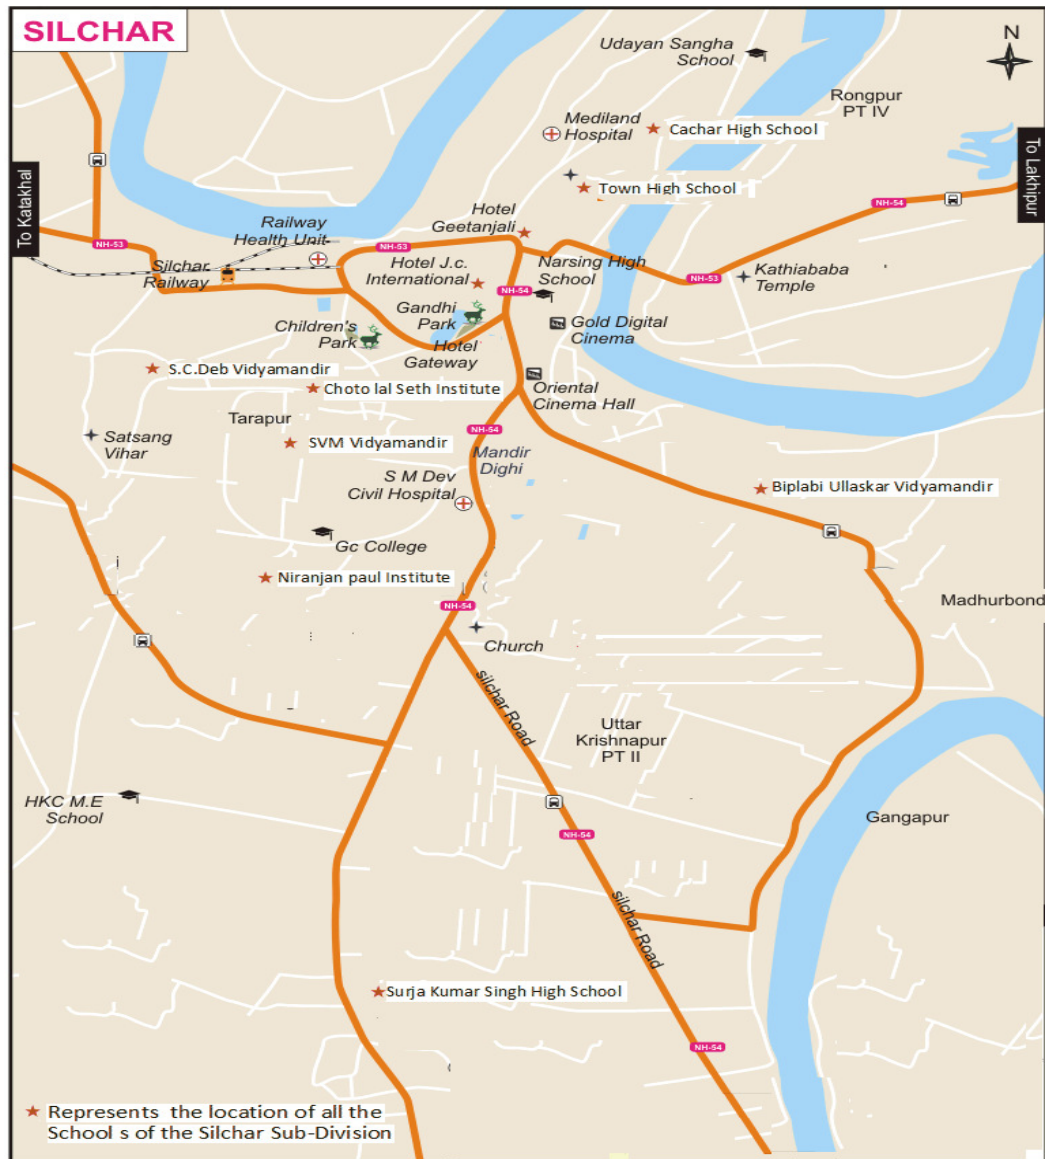 SILCHAR
N
Udayan Sangha
School
Rongpur
PT IV
Mediland
Hospital
Cachar High School
To Katakhal
To Lakhipur
Town High School
NH-54
Hotel
Geetanjali
Railway
Health Unit
NH-53
NH-53
Silchar
Railway
Hotel J.c.
International
Narsing High
School
NH-54
NH-53
Kathiababa
Temple
Gandhi
Park
Children's
Park
Gold Digital
Cinema
Hotel
Gateway
S.C.Deb Vidyamandir
Choto lal Seth Institute
Oriental
Cinema Hall
Tarapur
NH-54
Satsang
Vihar
SVM Vidyamandir
Mandir
Dighi
S M Dev
Civil Hospital
Biplabi Ullaskar Vidyamandir
Gc College
Niranjan paul Institute
NH-54
Madhurbond
Church
silchar Road
Uttar
Krishnapur
PT II
HKC M.E
School
Gangapur
NH-54
silchar Road
Surja Kumar Singh High School
NH-54
Represents the location of all the
School s of the Silchar Sub-Division